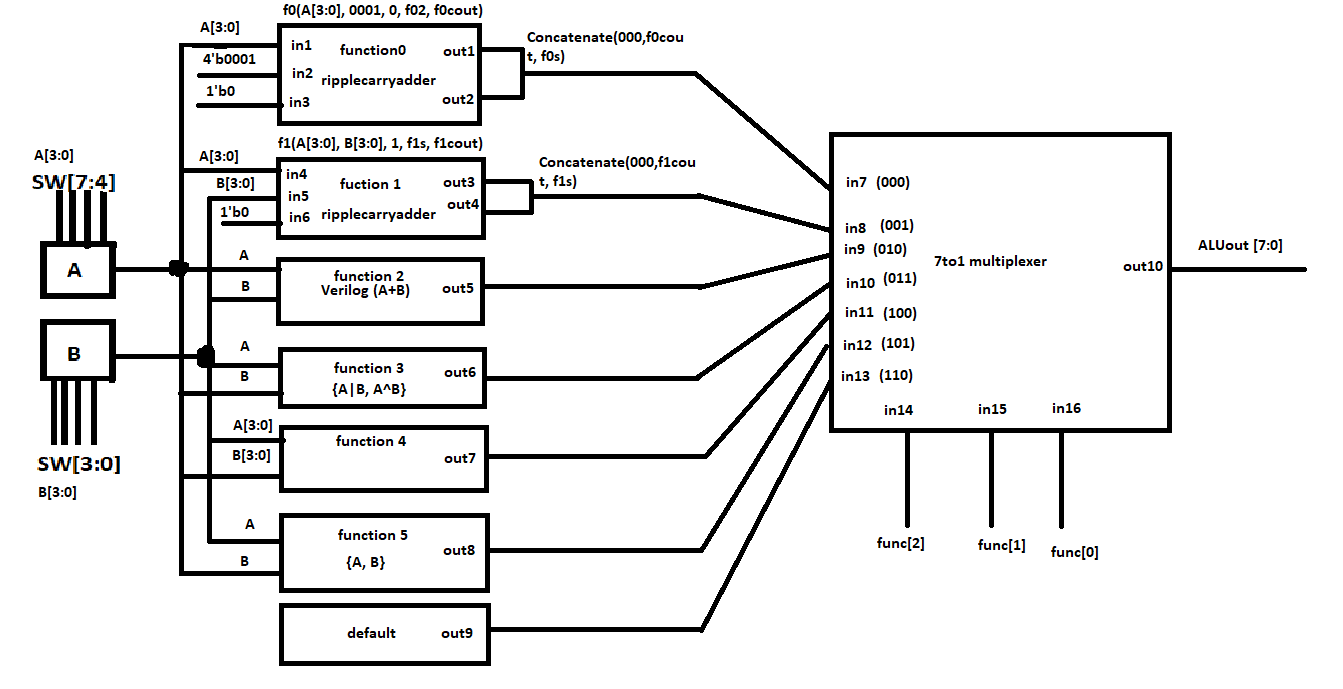 f0(A[3:0], 0001, 0, f02, f0cout)
A[3:0]
4'b0001
1'b0
in1
in2
in3
function0
ripplecarryadder
out1
out2
Concatenate(000,f0cou
t, f0s)
f1(A[3:0], B[3:0], 1, f1s, f1cout)
A[3:0]
B[3:0]
1'b0
in4
in5
in6
fuction 1
ripplecarryadder
out3
out4
Concatenate(000,f1cou
t, f1s)
A[3:0]
SW[7:4]
A
B
SW[3:0]
B[3:0]
A
B
function 2
Verilog (A+B)
out5
A
B
function 3
{A|B, A^B}
out6
A[3:0]
B[3:0]
function 4
out7
A
B
function 5
{A, B}
out8
default
out9
in7 (000)
in8 (001)
in9 (010)
in10 (011)
in11 (100)
in12 (101)
in13 (110)
7to1 multiplexer
out10
ALUout [7:0]
in14
in15
in16
func[2]
func[1]
func[0]